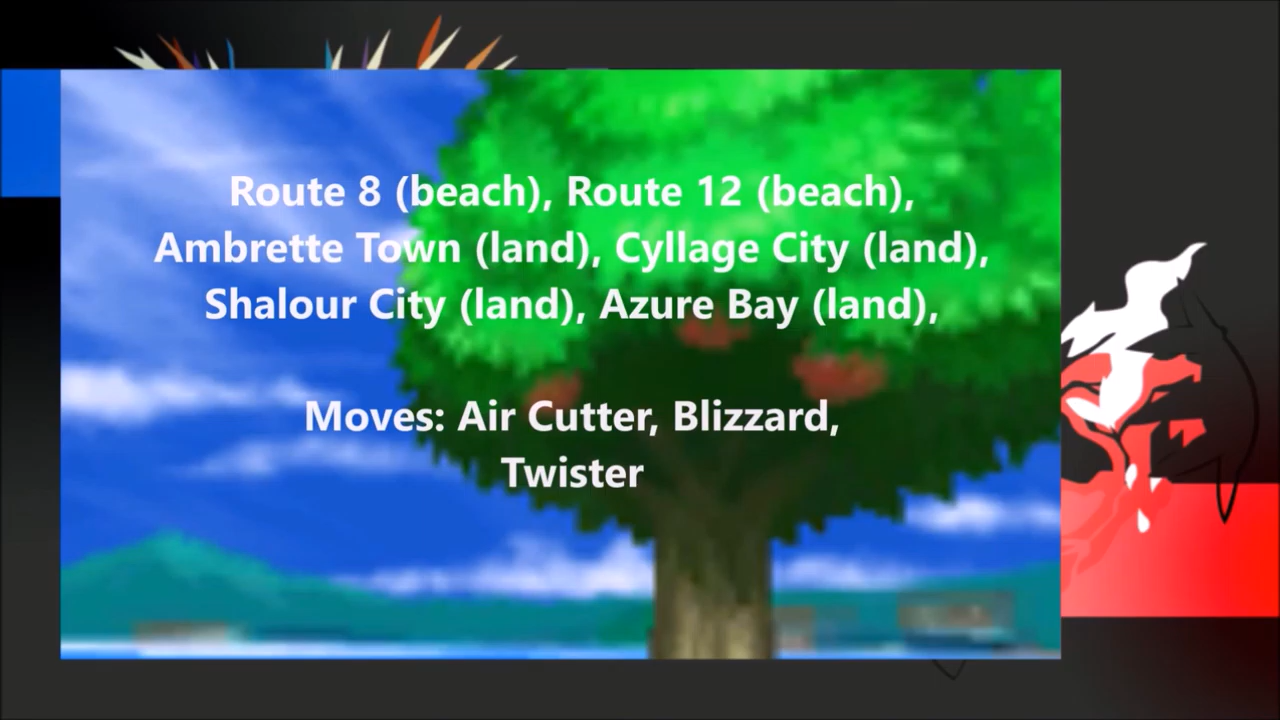 Route 8 (beach), Route 12 (beach),
Ambrette Town (land), Cyllage City (land),
Shalour City (land), Azure Bay (land),
Moves: Air Cutter, Blizzard,
Twister